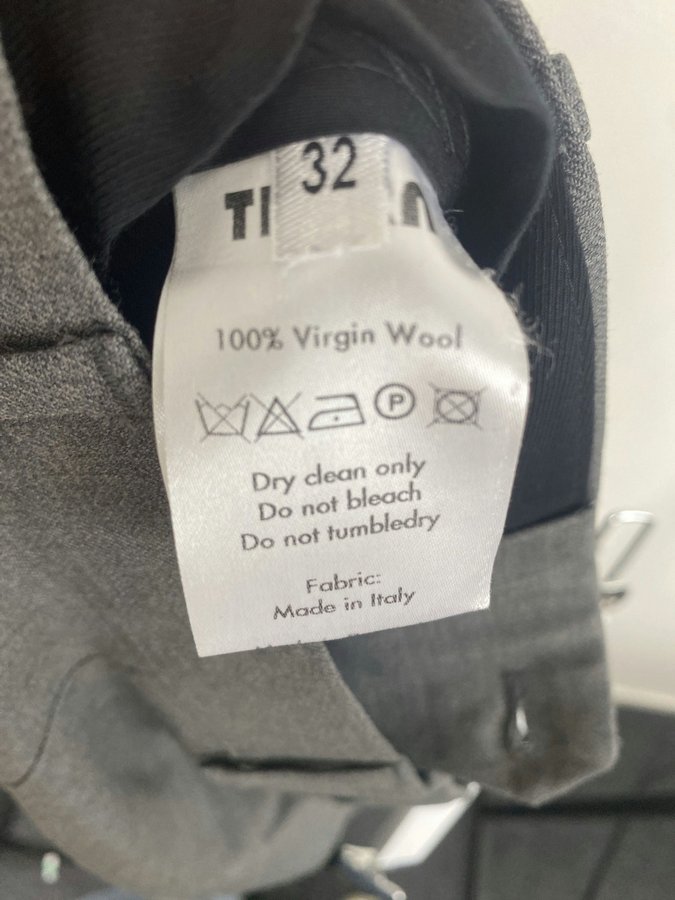 32
100% Virgin Wool
P
Dry clean only
Do not bleach
Do not tumbledry
Fabric:
Made in Italy